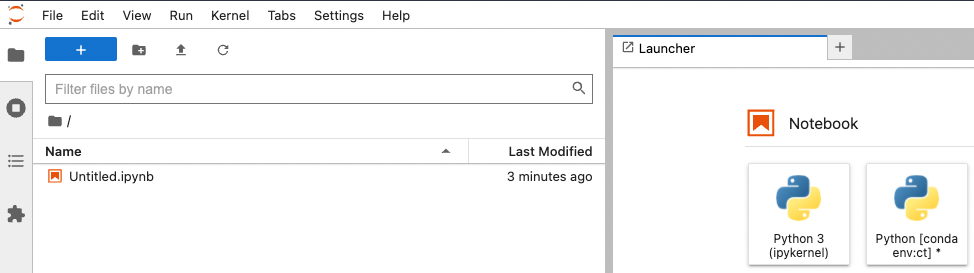 File Edit View Run Kernel Tabs Settings Help
+
Filter files by name
/
Name Last Modified
Untitled.ipynb 3 minutes ago
Launcher +
Notebook
Python 3
(ipykernel)
Python [conda
env:ct] *